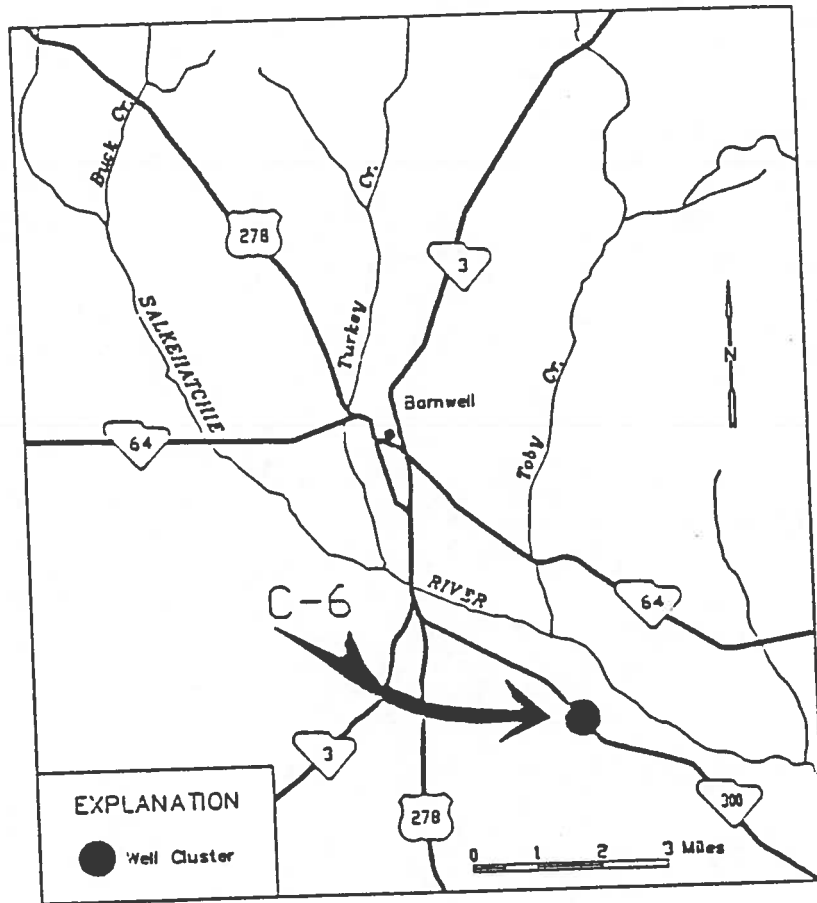 Buck Cr.
278
Cr.
3
SALKEHATCHIE
Turkey
N
Cr.
Barnwell
64
Toby
RIVER
C-6
64
3
EXPLANATION
Well Cluster
278
300
0 1 2 3 Miles